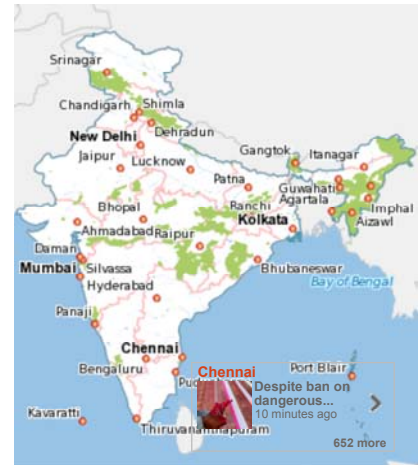 Srinagar
Chandigarh
Shimla
New Delhi
Dehradun
Jaipur
Lucknow
Gangtok
Itanagar
Patna
Guwahati
Agartala
Imphal
Aizawl
Bhopal
Ranchi
Kolkata
Ahmadabad
Raipur
Daman
Mumbai
Silvassa
Bhubaneswar
Hyderabad
Bay of Bengal
Panaji
Chennai
Bengaluru
Port Blair
Kavaratti
Thiruvananthapuram
Chennai
Despite ban on
dangerous...
10 minutes ago
652 more